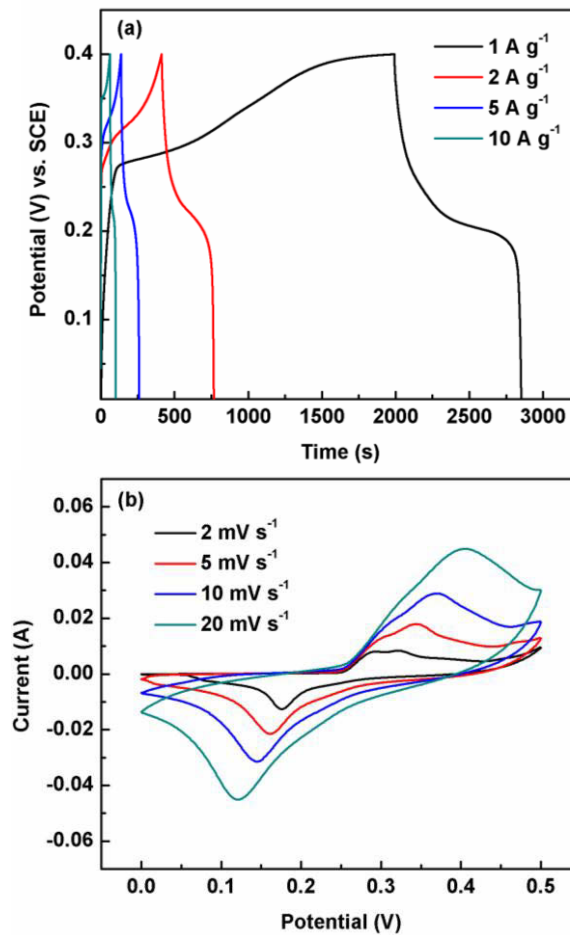 (a)
1 A g⁻¹
2 A g⁻¹
5 A g⁻¹
10 A g⁻¹
0.4
0.3
0.2
0.1
Potential (V) vs. SCE)
0 500 1000 1500 2000 2500 3000
Time (s)
(b)
2 mV s⁻¹
5 mV s⁻¹
10 mV s⁻¹
20 mV s⁻¹
0.06
0.04
0.02
0.00
-0.02
-0.04
-0.06
Current (A)
0.0 0.1 0.2 0.3 0.4 0.5
Potential (V)